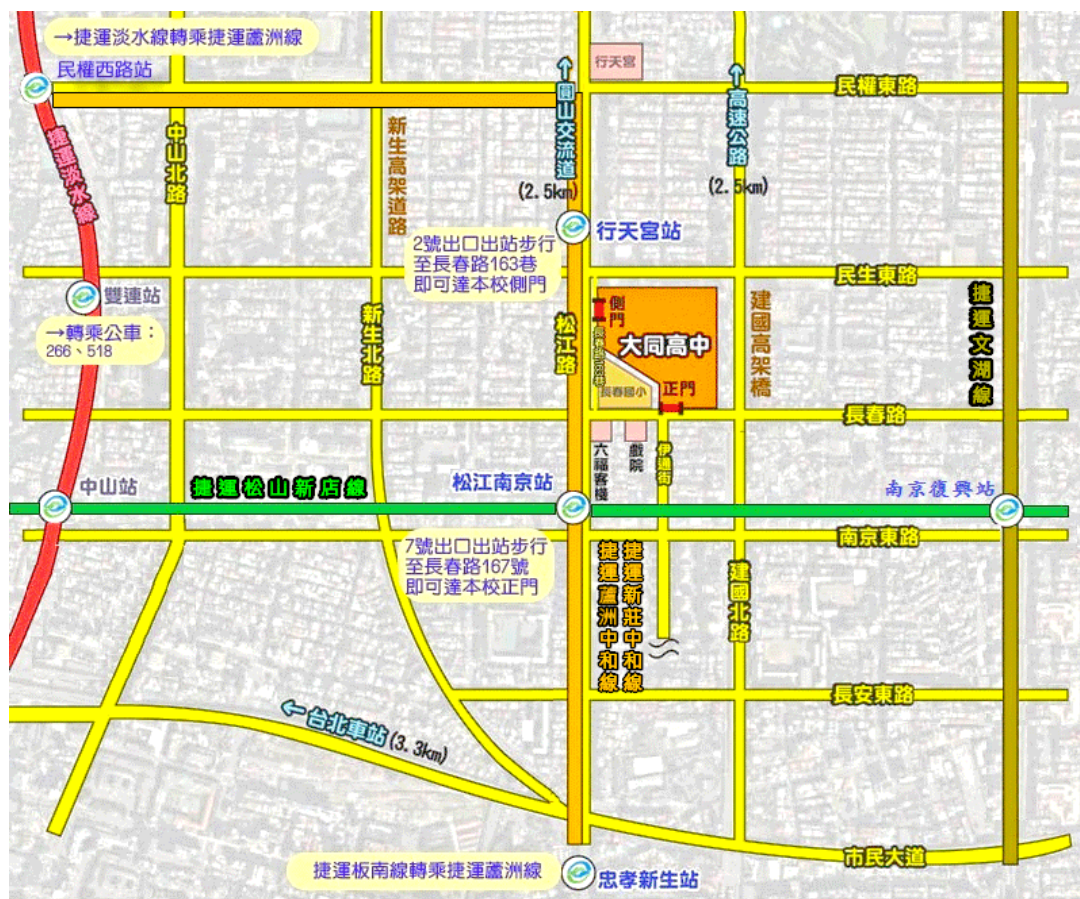 →捷運淡水線轉乘捷運蘆洲線
民權西路站
行天宮
民權東路
圓山交流道
(2.5km)
高速公路
(2.5km)
中山北路
新生高架道路
捷運淡水線
行天宮站
2號出口出站步行
至長春路163巷
即可達本校側門
民生東路
雙連站
→轉乘公車：
266、518
新生北路
松江路
側門
長春路163巷
大同高中
長春國小
正門
建國高架橋
捷運文湖線
長春路
六福客棧
戲院
伊通街
中山站
捷運松山新店線
松江南京站
南京復興站
南京東路
7號出口出站步行
至長春路167號
即可達本校正門
捷運蘆洲中和線
捷運新莊中和線
建國北路
長安東路
←台北車站(3.3km)
市民大道
捷運板南線轉乘捷運蘆洲線
忠孝新生站